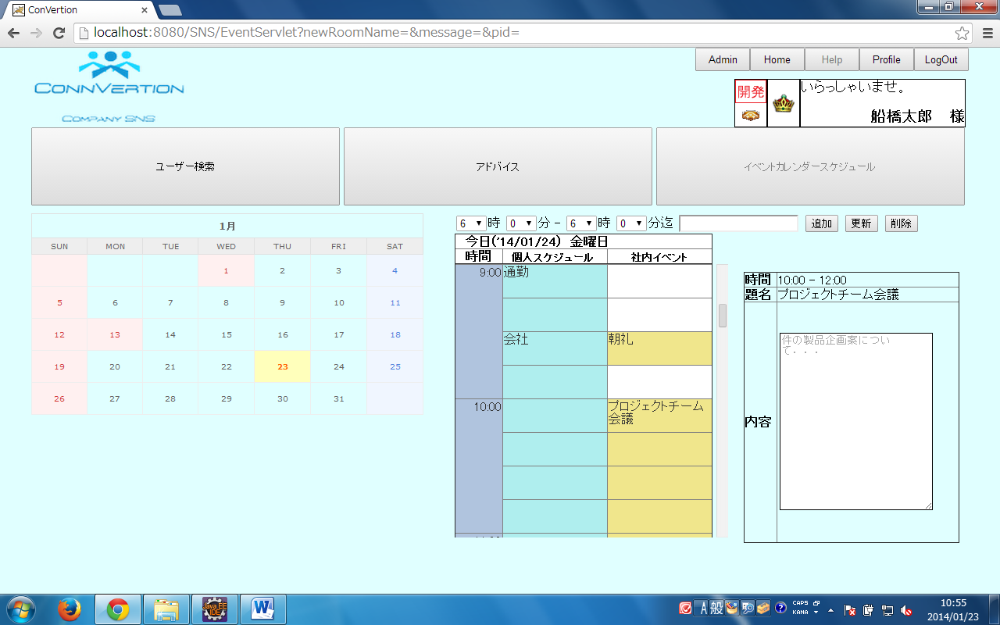 ConVertion
localhost:8080/SNS/EventServlet?newRoomName=&message=&pid=
Admin Home Help Profile LogOut
CONNVERTION
COMPANY SNS
開発 いらっしゃいませ。
船橋太郎 様
ユーザー検索 アドバイス イベントカレンダースケジュール
1月
SUN MON TUE WED THU FRI SAT
1 2 3 4
5 6 7 8 9 10 11
12 13 14 15 16 17 18
19 20 21 22 23 24 25
26 27 28 29 30 31
6 時 0 分 - 6 時 0 分迄 追加 更新 削除
今日('14/01/24) 金曜日
時間 個人スケジュール 社内イベント
9:00 通勤
会社 朝礼
10:00 プロジェクトチーム
会議
時間 10:00 - 12:00
題名 プロジェクトチーム会議
内容 件の製品企画案につい
て・・・
Java EE
IDE
A 般 CAPS
KANA
10:55
2014/01/23